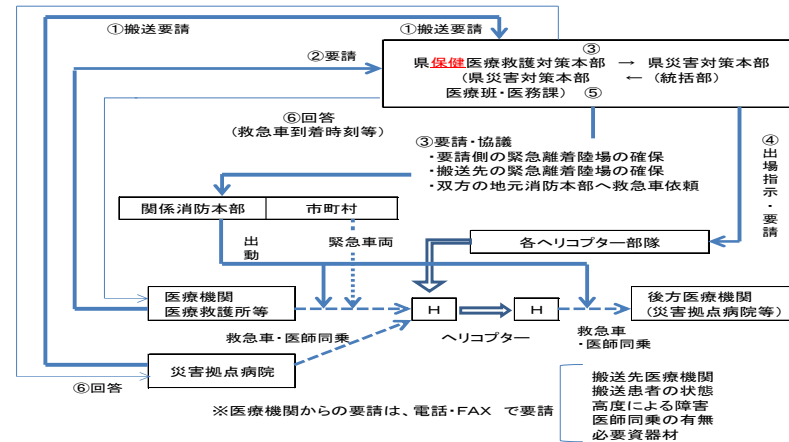 ①搬送要請
①搬送要請
②要請
③
県保健医療救護対策本部 → 県災害対策本部
(県災害対策本部 ← (統括部)
医療班・医務課) ⑤
⑥回答
(救急車到着時刻等)
③要請・協議
・要請側の緊急離着陸場の確保
・搬送先の緊急離着陸場の確保
・双方の地元消防本部へ救急車依頼
④出場指示・要請
関係消防本部
市町村
出動
緊急車両
各ヘリコプター部隊
医療機関
医療救護所等
H
H
後方医療機関
(災害拠点病院等)
救急車・医師同乗
ヘリコプター
救急車
・医師同乗
災害拠点病院
⑥回答
搬送先医療機関
搬送患者の状態
高度による障害
医師同乗の有無
必要資器材
※医療機関からの要請は、電話・FAX で要請